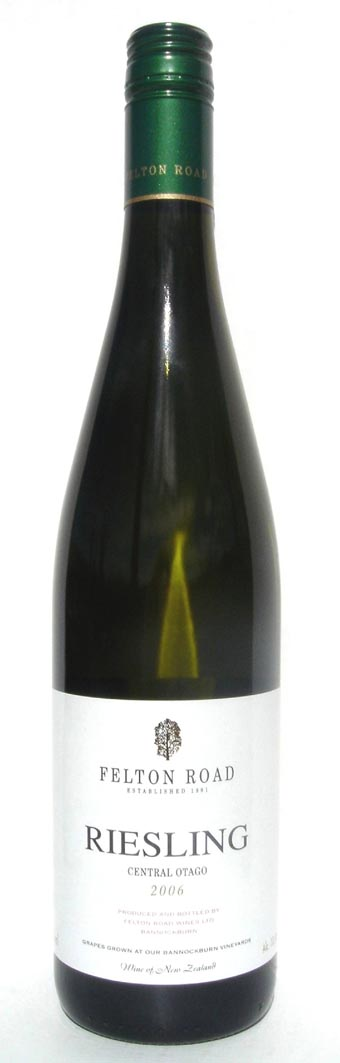 FELTON ROAD
FELTON ROAD
ESTABLISHED 1991
RIESLING
CENTRAL OTAGO
2006
PRODUCED AND BOTTLED BY
FELTON ROAD WINES LTD
BANNOCKBURN
GRAPES GROWN AT OUR BANNOCKBURN VINEYARDS
Wine of New Zealand